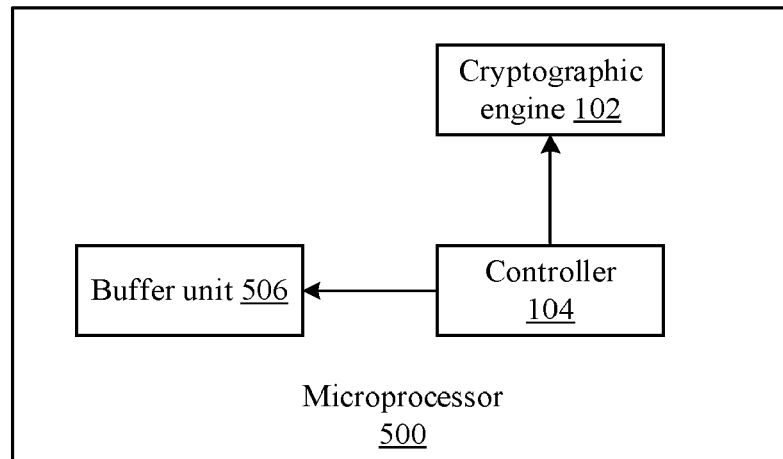 Cryptographic
engine 102
Buffer unit 506
Controller
104
Microprocessor
500